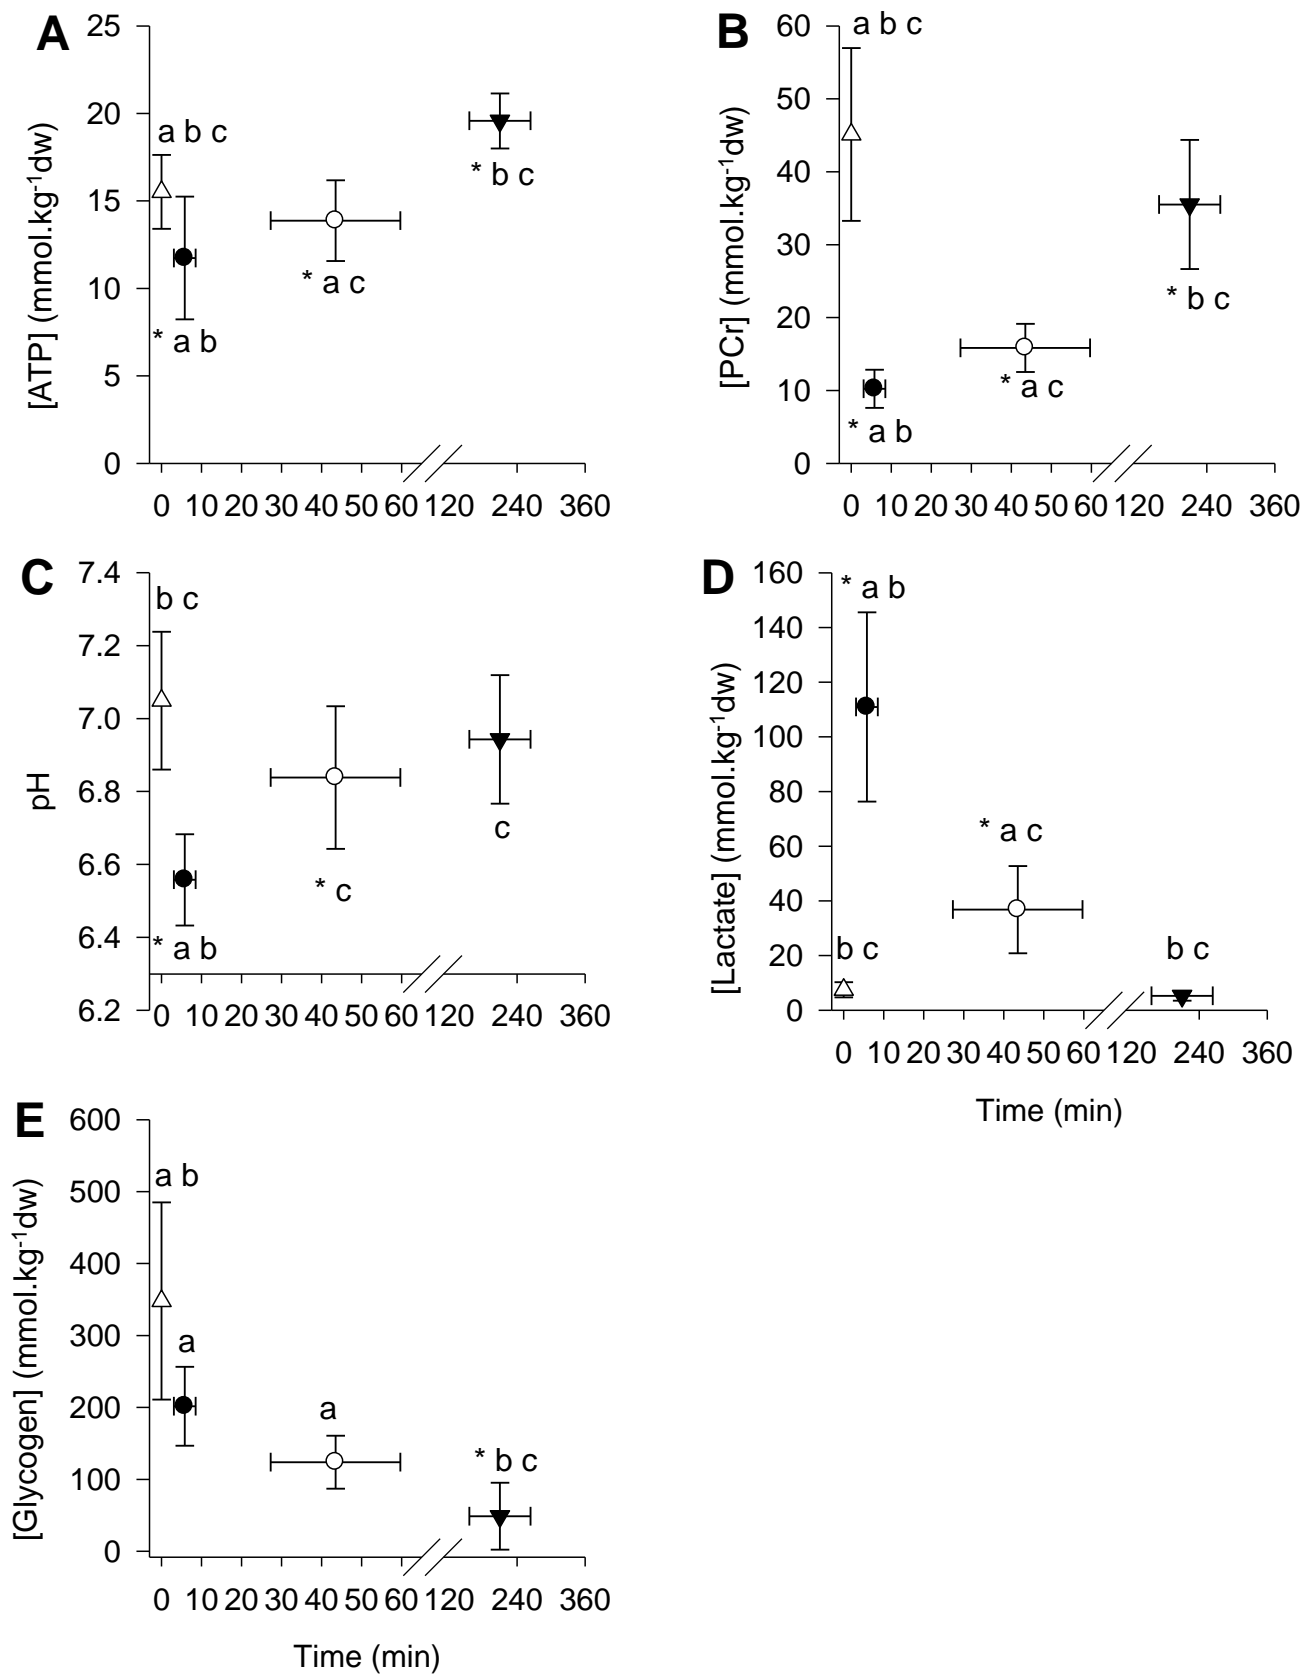 A
25
20
15
10
5
0
[ATP] (mmol.kg⁻¹dw)
a b c
* a b
* a c
* b c
0 10 20 30 40 50 60 120 240 360
B
60
50
40
30
20
10
0
[PCr] (mmol.kg⁻¹dw)
a b c
* a b
* a c
* b c
0 10 20 30 40 50 60 120 240 360
C
7.4
7.2
7.0
6.8
6.6
6.4
6.2
pH
b c
* a b
* c
c
0 10 20 30 40 50 60 120 240 360
D
160
140
120
100
80
60
40
20
0
[Lactate] (mmol.kg⁻¹dw)
* a b
* a c
b c
b c
0 10 20 30 40 50 60 120 240 360
Time (min)
E
600
500
400
300
200
100
0
[Glycogen] (mmol.kg⁻¹dw)
a b
a
a
* b c
0 10 20 30 40 50 60 120 240 360
Time (min)